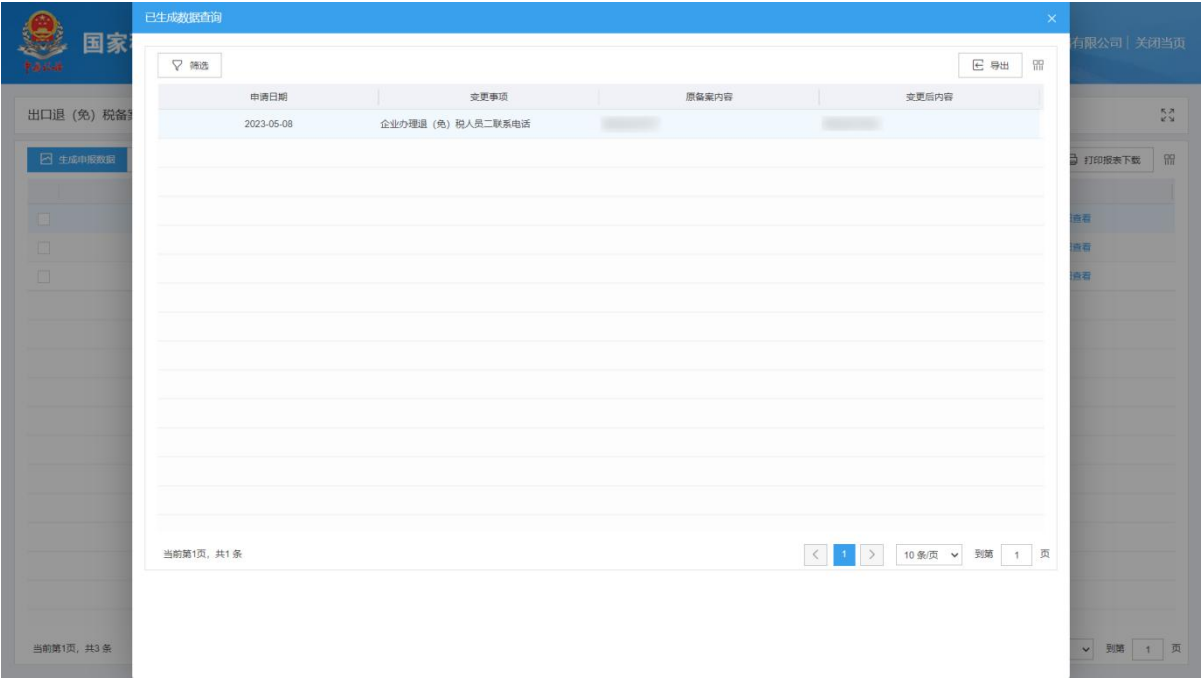 已生成数据查询
×
国家
有限公司 | 关闭当页
筛选
导出
申请日期 变更事项 原备案内容 变更后内容
出口退（免）税备
2023-05-08 企业办理退（免）税人员二联系电话
生成申报数据
打印报表下载
查看
查看
查看
当前第1页，共1 条
< 1 > 10 条/页 到第 1 页
当前第1页，共3 条
到第 1 页